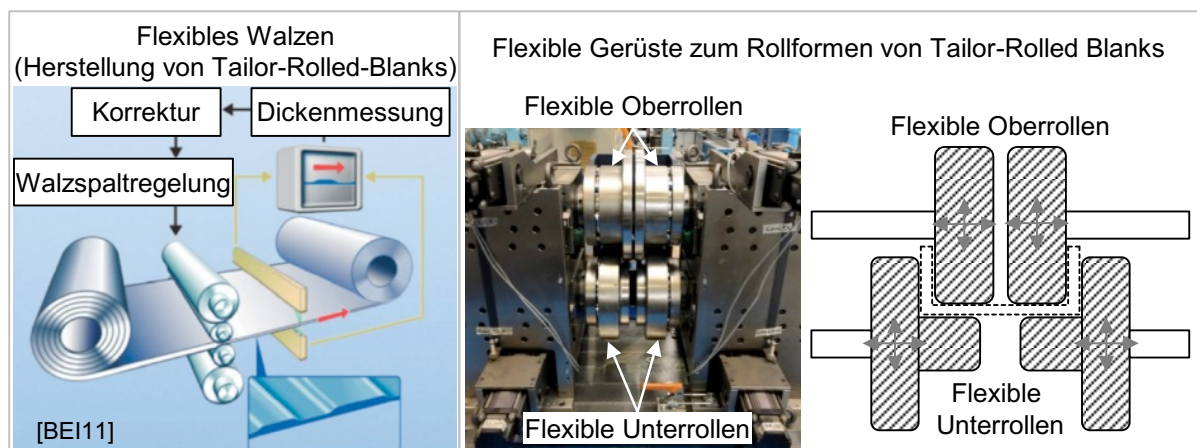 Flexibles Walzen
(Herstellung von Tailor-Rolled-Blanks)
Korrektur
Dickenmessung
Walzspaltregelung
[BEI11]
Flexible Gerüste zum Rollformen von Tailor-Rolled Blanks
Flexible Oberrollen
Flexible Unterrollen
Flexible Oberrollen
Flexible
Unterrollen